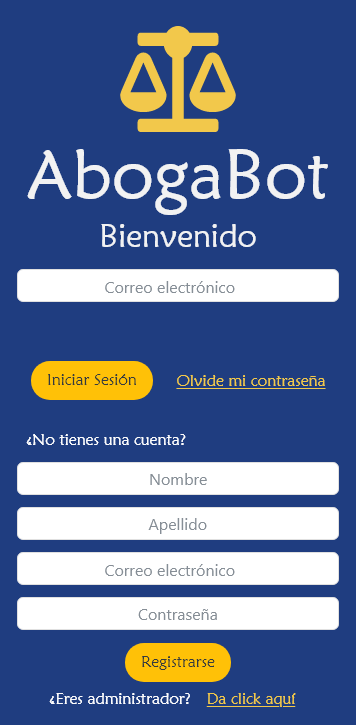 AbogaBot
Bienvenido
Correo electrónico
Iniciar Sesión Olvide mi contraseña
¿No tienes una cuenta?
Nombre
Apellido
Correo electrónico
Contraseña
Registrarse
¿Eres administrador? Da click aquí